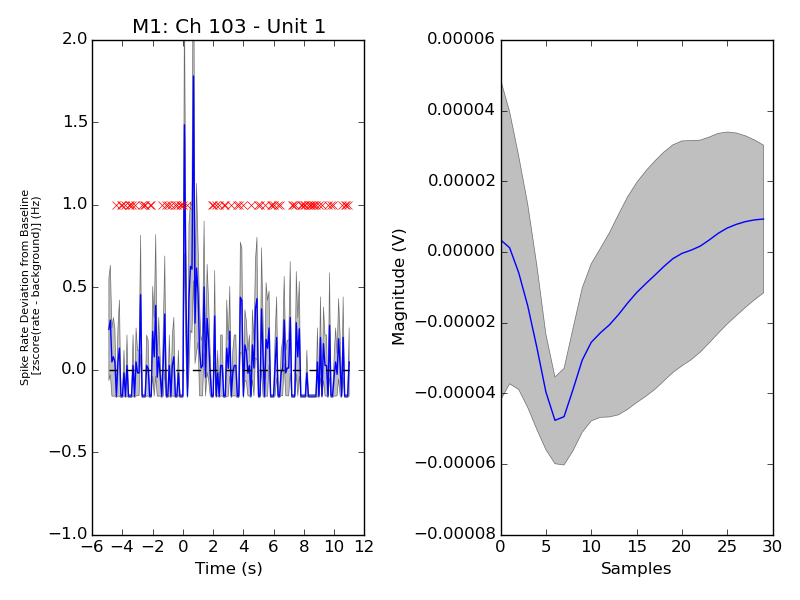 M1: Ch 103 - Unit 1
Spike Rate Deviation from Baseline
[zscore(rate - background)] (Hz)
2.0
1.5
1.0
0.5
0.0
−0.5
−1.0
−6 −4 −2 0 2 4 6 8 10 12
Time (s)
Magnitude (V)
0.00006
0.00004
0.00002
0.00000
−0.00002
−0.00004
−0.00006
−0.00008
0 5 10 15 20 25 30
Samples